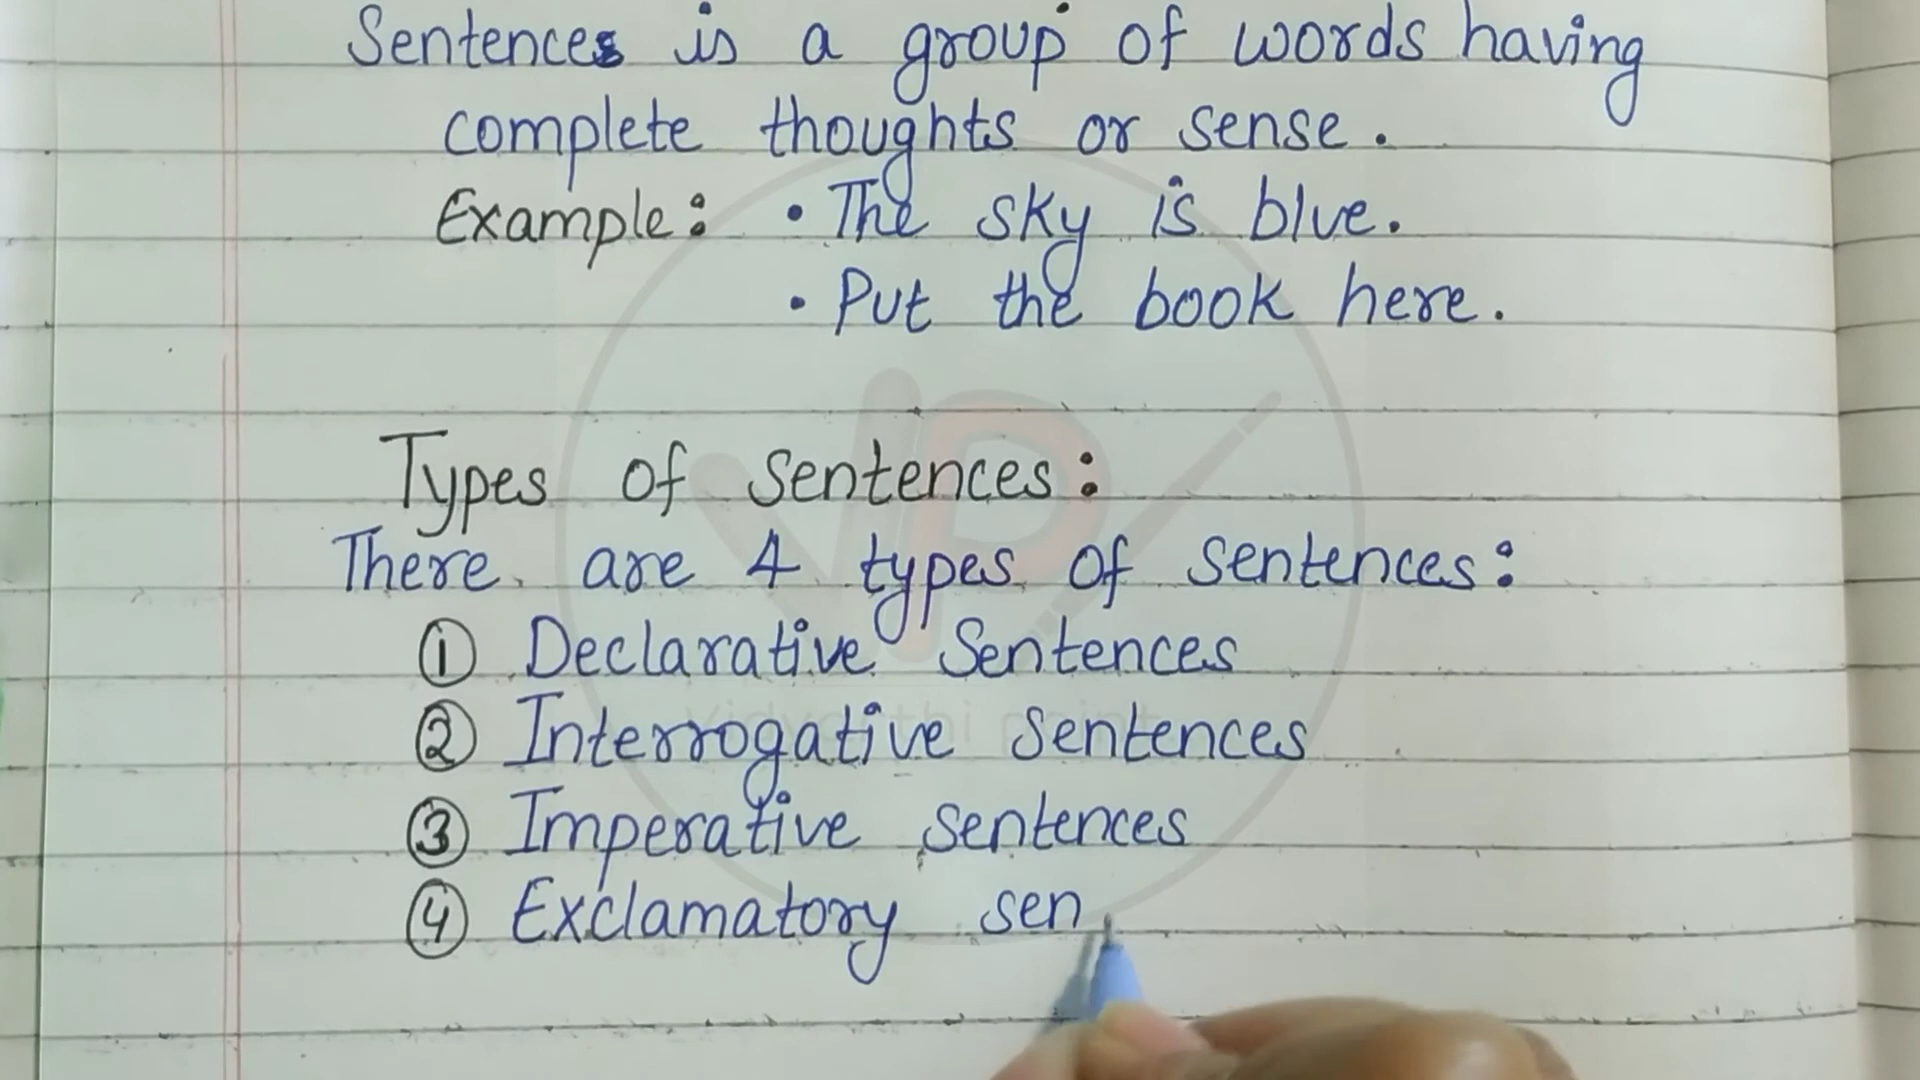 Sentences is a group of words having
complete thoughts or sense.
Example: • The sky is blue.
• Put the book here.
Types of Sentences:
There are 4 types of sentences:
① Declarative Sentences
② Interrogative Sentences
③ Imperative sentences
④ Exclamatory sen